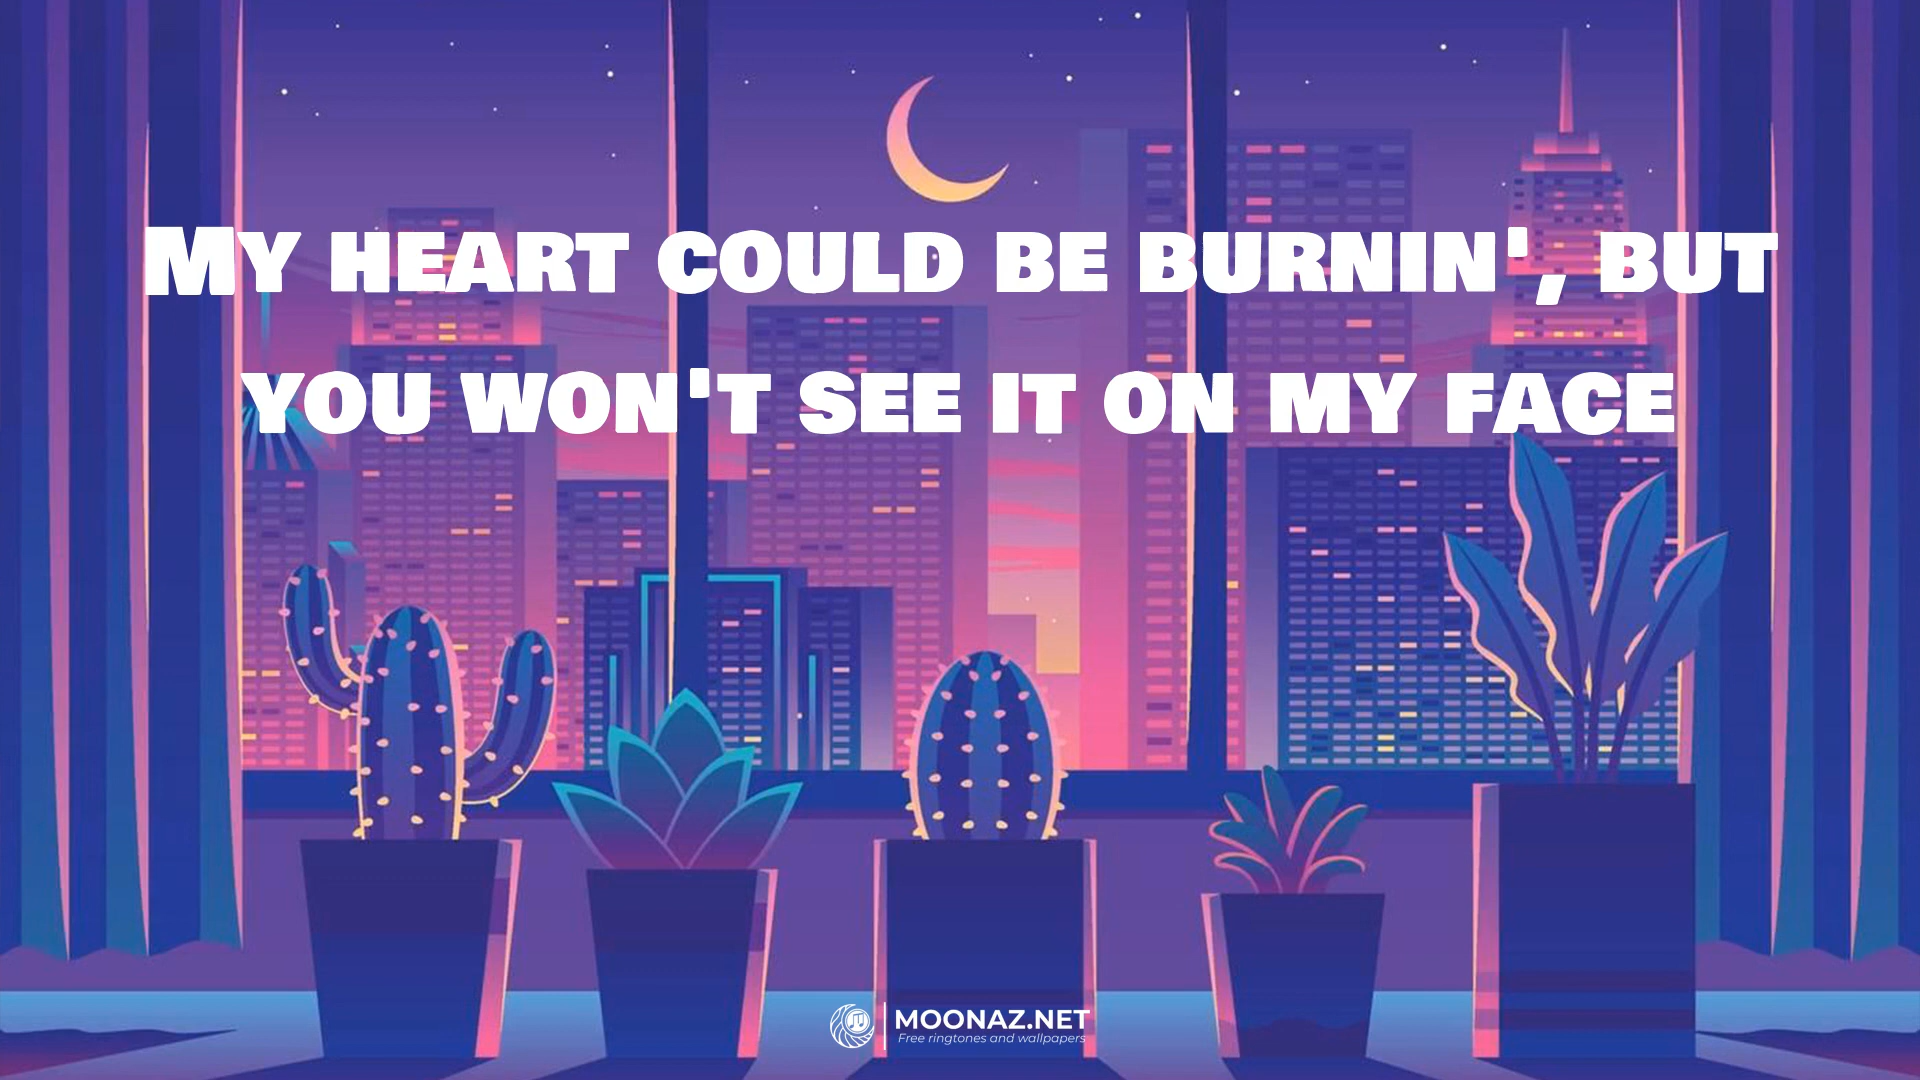 My heart could be burnin', but
you won't see it on my face
MOONAZ.NET
Free ringtones and wallpapers